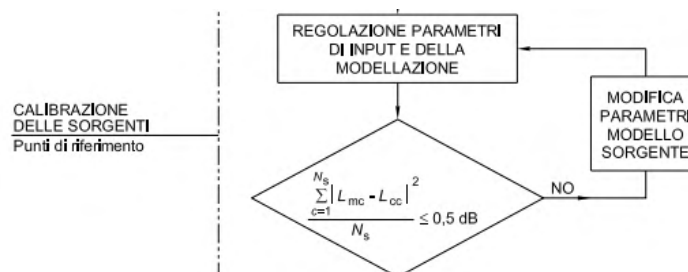 REGOLAZIONE PARAMETRI
DI INPUT E DELLA
MODELLAZIONE
CALIBRAZIONE
DELLE SORGENTI
Punti di riferimento
MODIFICA
PARAMETRI
MODELLO
SORGENTE
NO
N_s
∑ |L_mc - L_cc|^2
c=1
≤ 0,5 dB
N_s